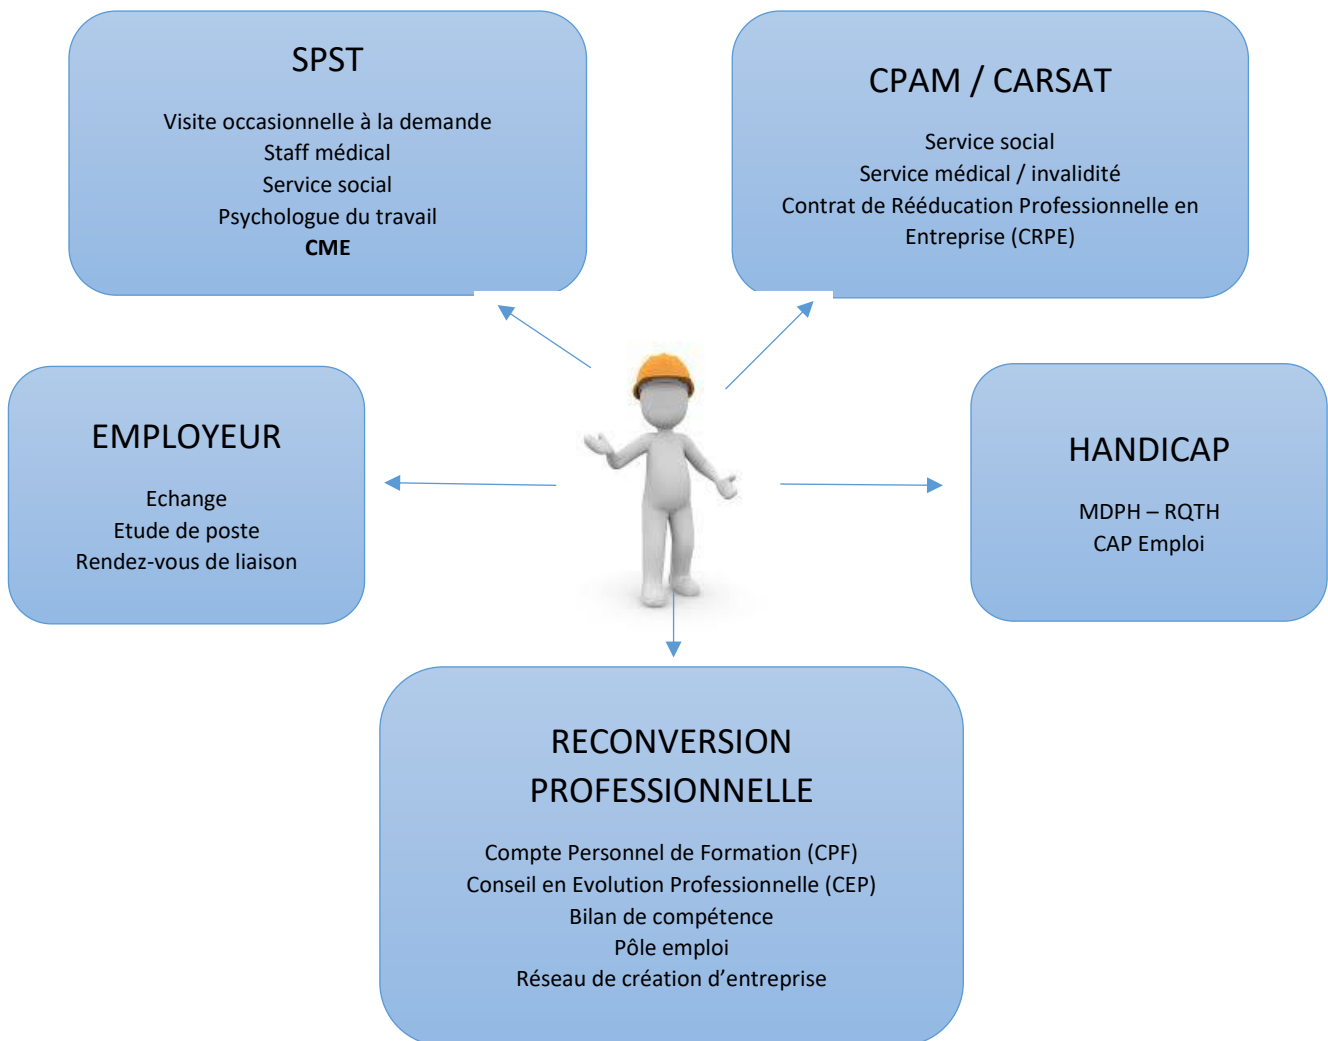 SPST
Visite occasionnelle à la demande
Staff médical
Service social
Psychologue du travail
CME
CPAM / CARSAT
Service social
Service médical / invalidité
Contrat de Rééducation Professionnelle en
Entreprise (CRPE)
EMPLOYEUR
Echange
Etude de poste
Rendez-vous de liaison
HANDICAP
MDPH – RQTH
CAP Emploi
RECONVERSION
PROFESSIONNELLE
Compte Personnel de Formation (CPF)
Conseil en Evolution Professionnelle (CEP)
Bilan de compétence
Pôle emploi
Réseau de création d’entreprise